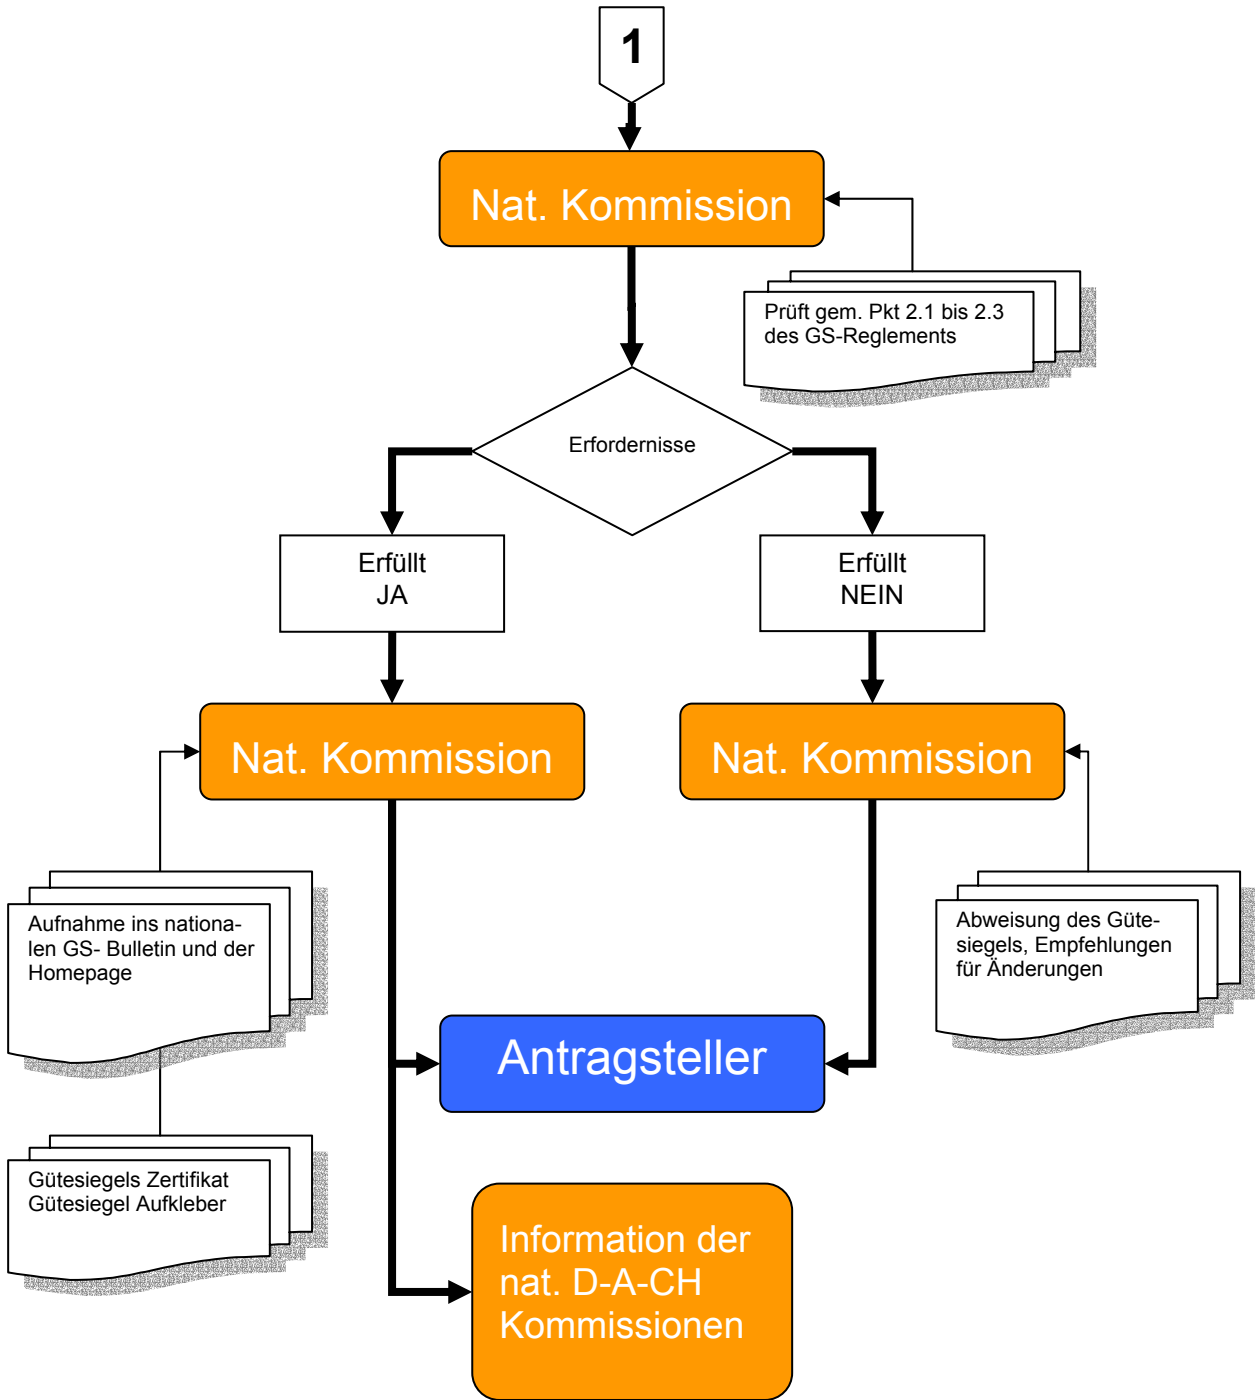 1
Nat. Kommission
Prüft gem. Pkt 2.1 bis 2.3
des GS-Reglements
Erfordernisse
Erfüllt
JA
Erfüllt
NEIN
Nat. Kommission
Nat. Kommission
Aufnahme ins nationa-
len GS- Bulletin und der
Homepage
Abweisung des Güte-
siegels, Empfehlungen
für Änderungen
Antragsteller
Gütesiegels Zertifikat
Gütesiegel Aufkleber
Information der
nat. D-A-CH
Kommissionen